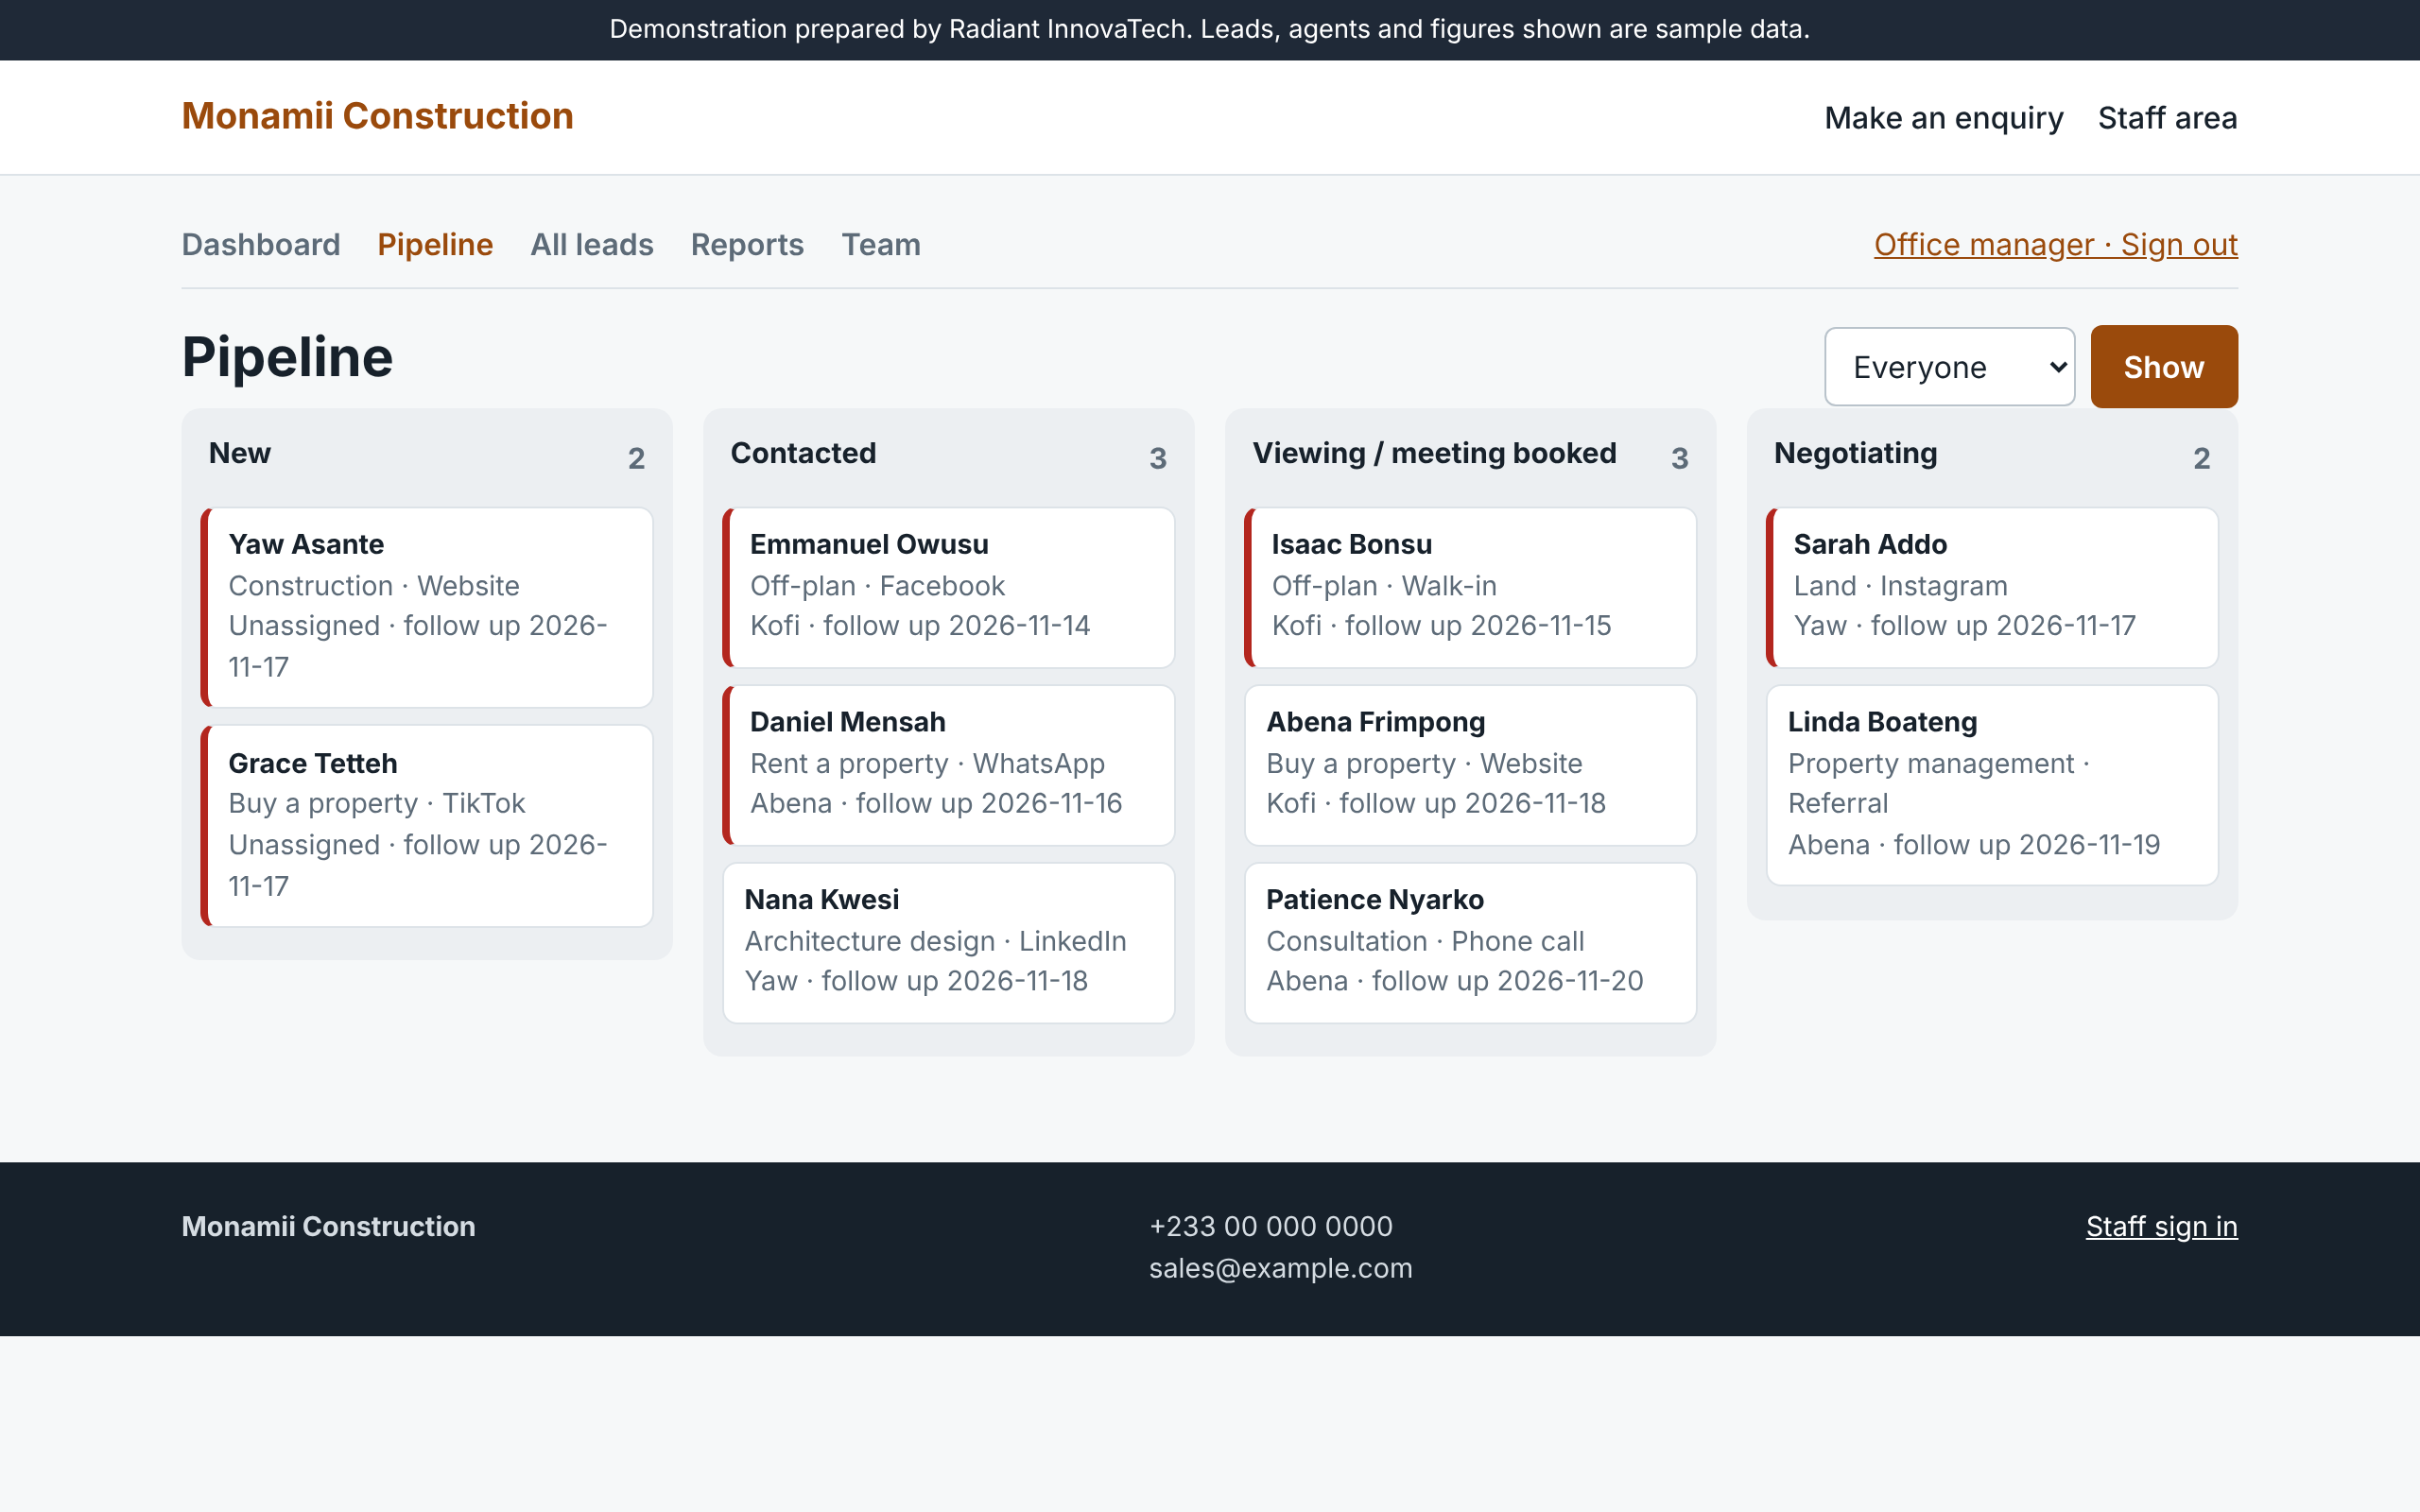 Demonstration prepared by Radiant InnovaTech. Leads, agents and figures shown are sample data.
Monamii Construction
Make an enquiry
Staff area
Dashboard
Pipeline
All leads
Reports
Team
Office manager · Sign out
Pipeline
Everyone
Show
New
2
Yaw Asante
Construction · Website
Unassigned · follow up 2026-
11-17
Grace Tetteh
Buy a property · TikTok
Unassigned · follow up 2026-
11-17
Contacted
3
Emmanuel Owusu
Off-plan · Facebook
Kofi · follow up 2026-11-14
Daniel Mensah
Rent a property · WhatsApp
Abena · follow up 2026-11-16
Nana Kwesi
Architecture design · LinkedIn
Yaw · follow up 2026-11-18
Viewing / meeting booked
3
Isaac Bonsu
Off-plan · Walk-in
Kofi · follow up 2026-11-15
Abena Frimpong
Buy a property · Website
Kofi · follow up 2026-11-18
Patience Nyarko
Consultation · Phone call
Abena · follow up 2026-11-20
Negotiating
2
Sarah Addo
Land · Instagram
Yaw · follow up 2026-11-17
Linda Boateng
Property management ·
Referral
Abena · follow up 2026-11-19
Monamii Construction
+233 00 000 0000
sales@example.com
Staff sign in